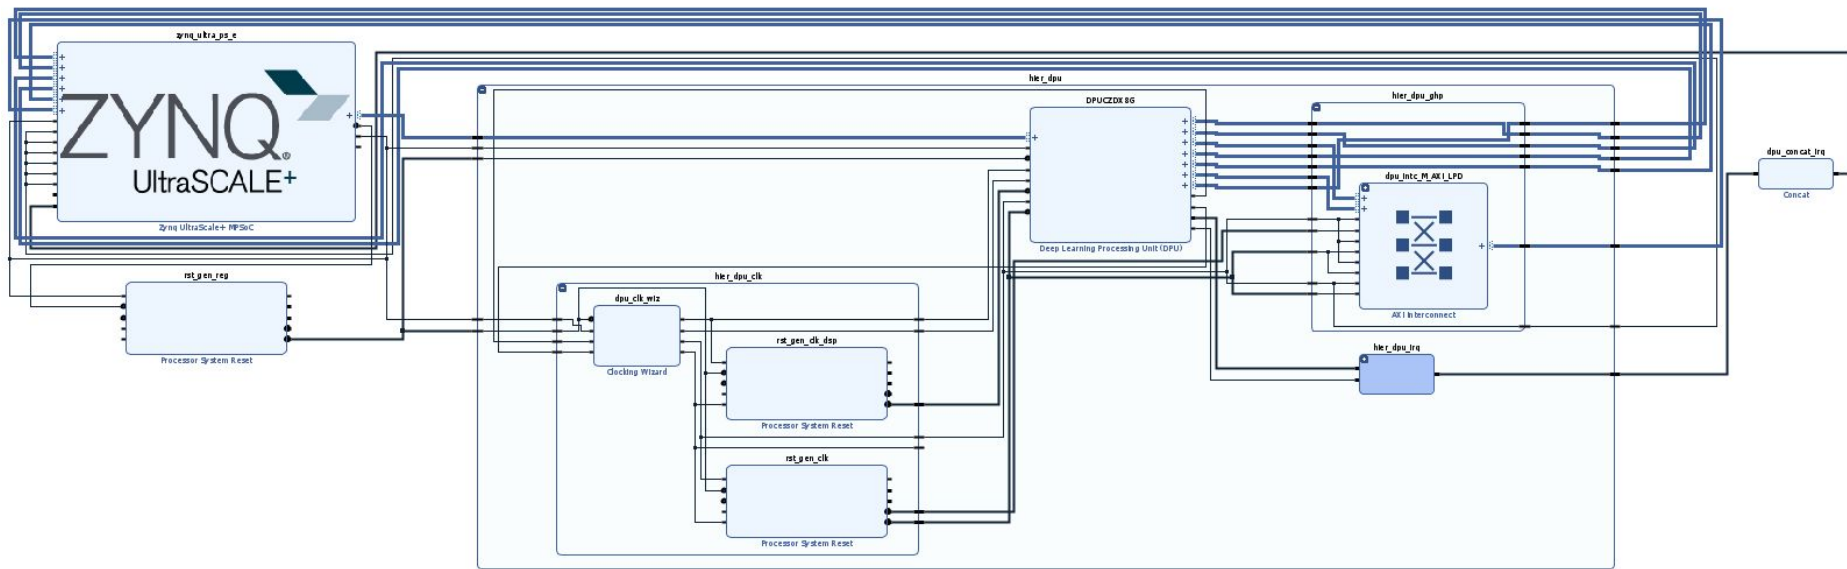 zynq_ultra_ps_e
ZYNQ®
UltraSCALE+
Zynq UltraScale+ MPSoC
rst_gen_reg
Processor System Reset
hier_dpu
DPUCZDX8G
Deep Learning Processing Unit (DPU)
hier_dpu_ghp
dpu_intc_M_AXI_LPD
AXI Interconnect
hier_dpu_irq
dpu_concat_irq
Concat
hier_dpu_clk
dpu_clk_wiz
Clocking Wizard
rst_gen_clk_dsp
Processor System Reset
rst_gen_clk
Processor System Reset